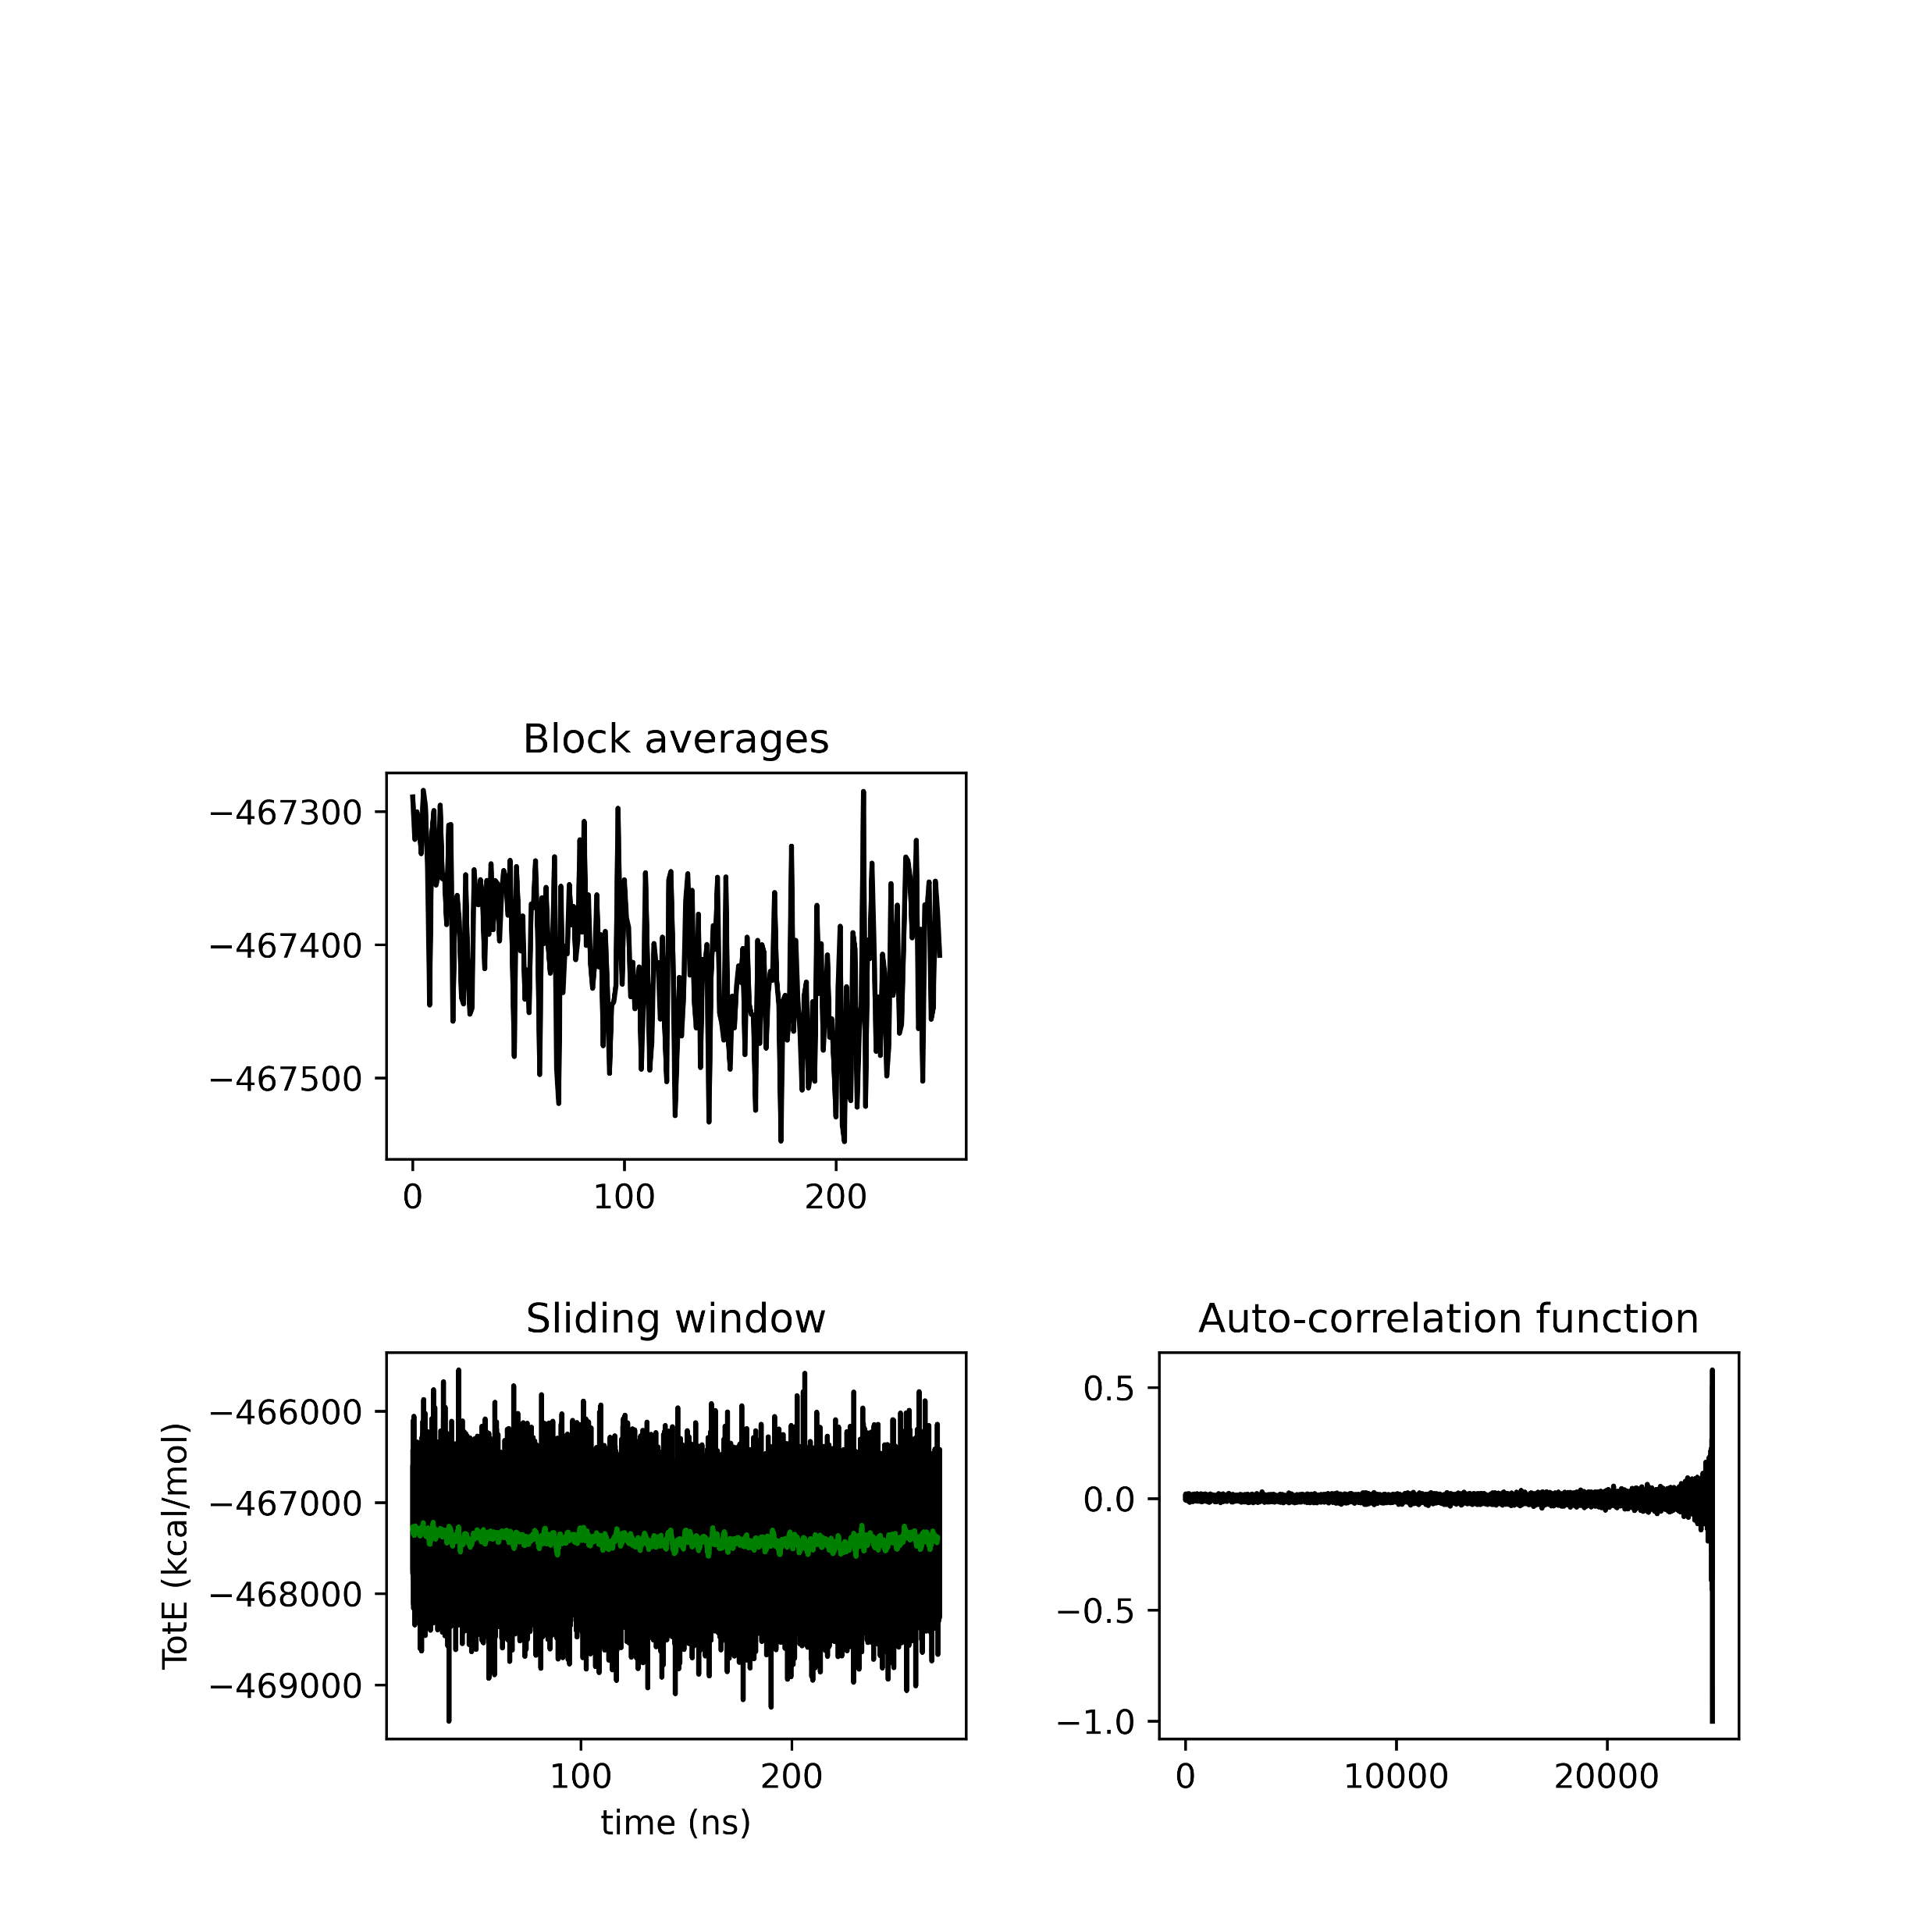 Block averages
−467300
−467400
−467500
0 100 200
Sliding window
−466000
−467000
−468000
−469000
TotE (kcal/mol)
100 200
time (ns)
Auto-correlation function
0.5
0.0
−0.5
−1.0
0 10000 20000